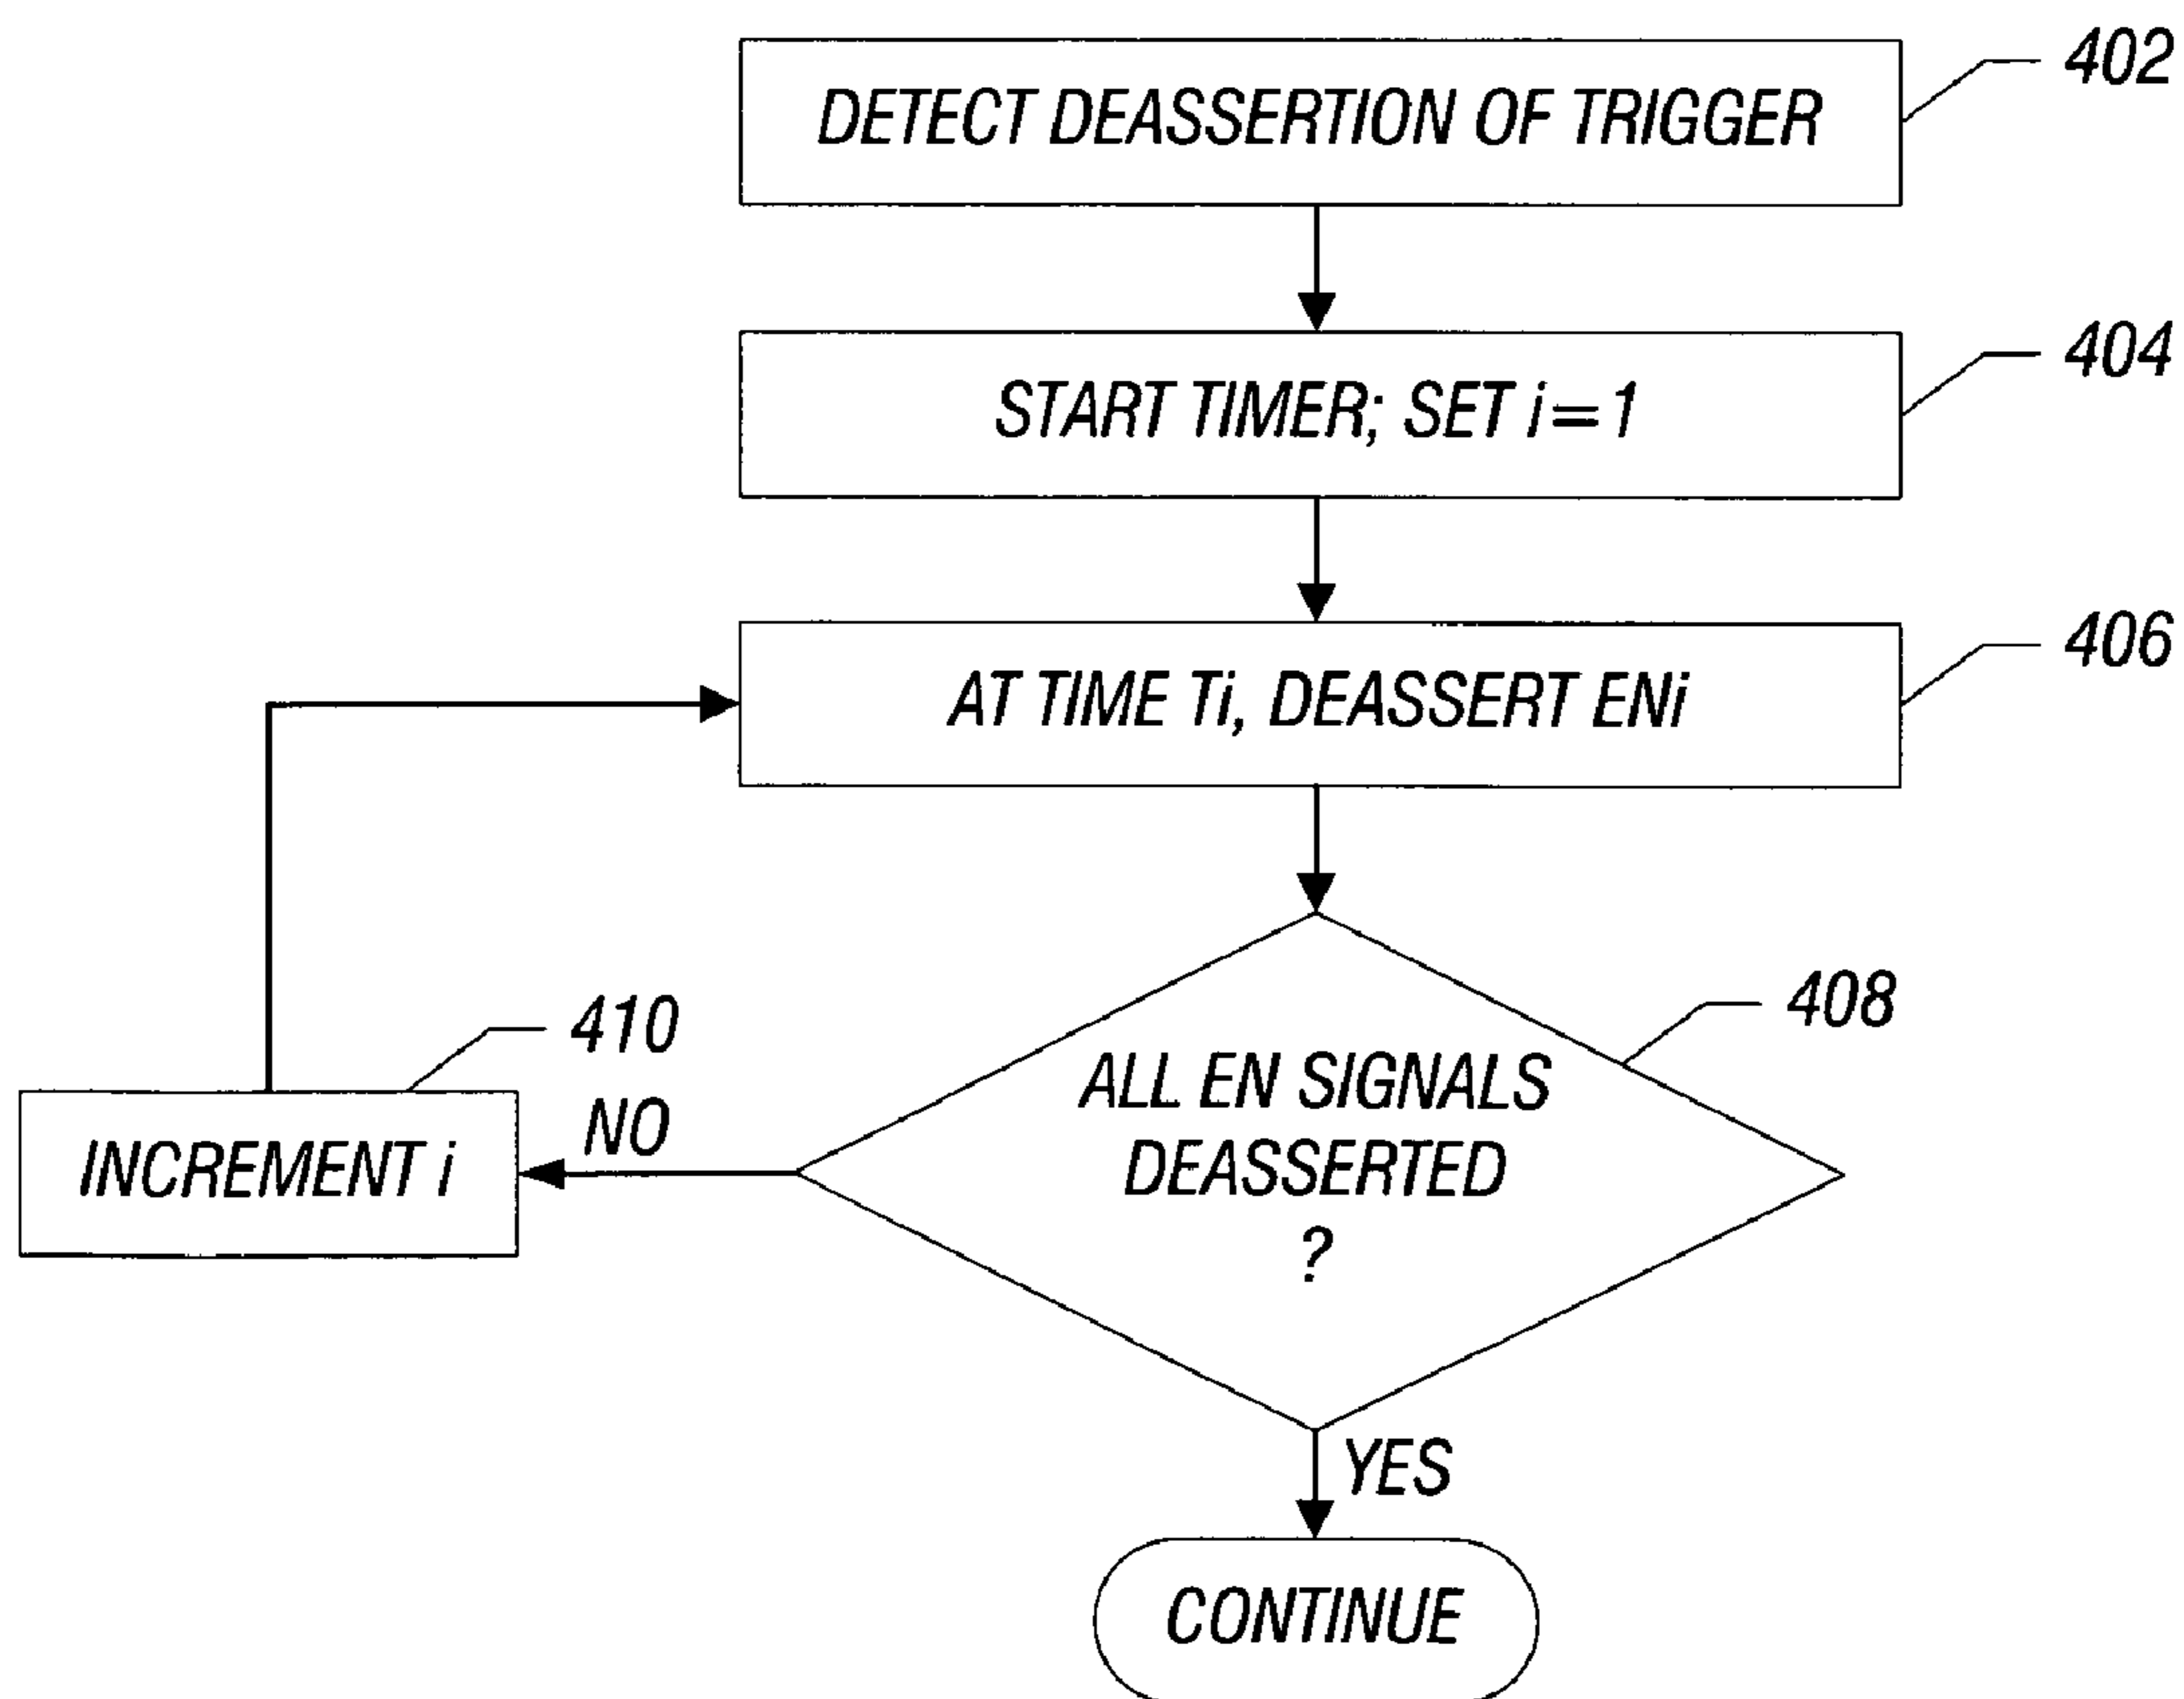 402
DETECT DEASSERTION OF TRIGGER
404
START TIMER; SET i=1
406
AT TIME Ti, DEASSERT ENi
408
ALL EN SIGNALS
DEASSERTED
?
410
NO
INCREMENT i
YES
CONTINUE